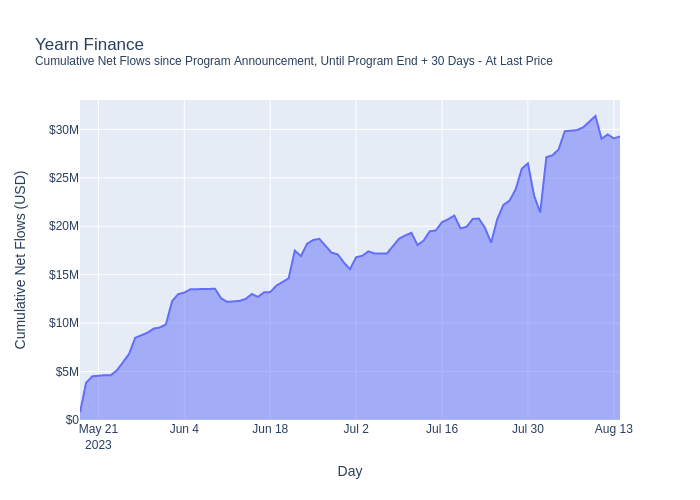 Yearn Finance
Cumulative Net Flows since Program Announcement, Until Program End + 30 Days - At Last Price
Cumulative Net Flows (USD)
$30M
$25M
$20M
$15M
$10M
$5M
$0
May 21 Jun 4 Jun 18 Jul 2 Jul 16 Jul 30 Aug 13
2023
Day